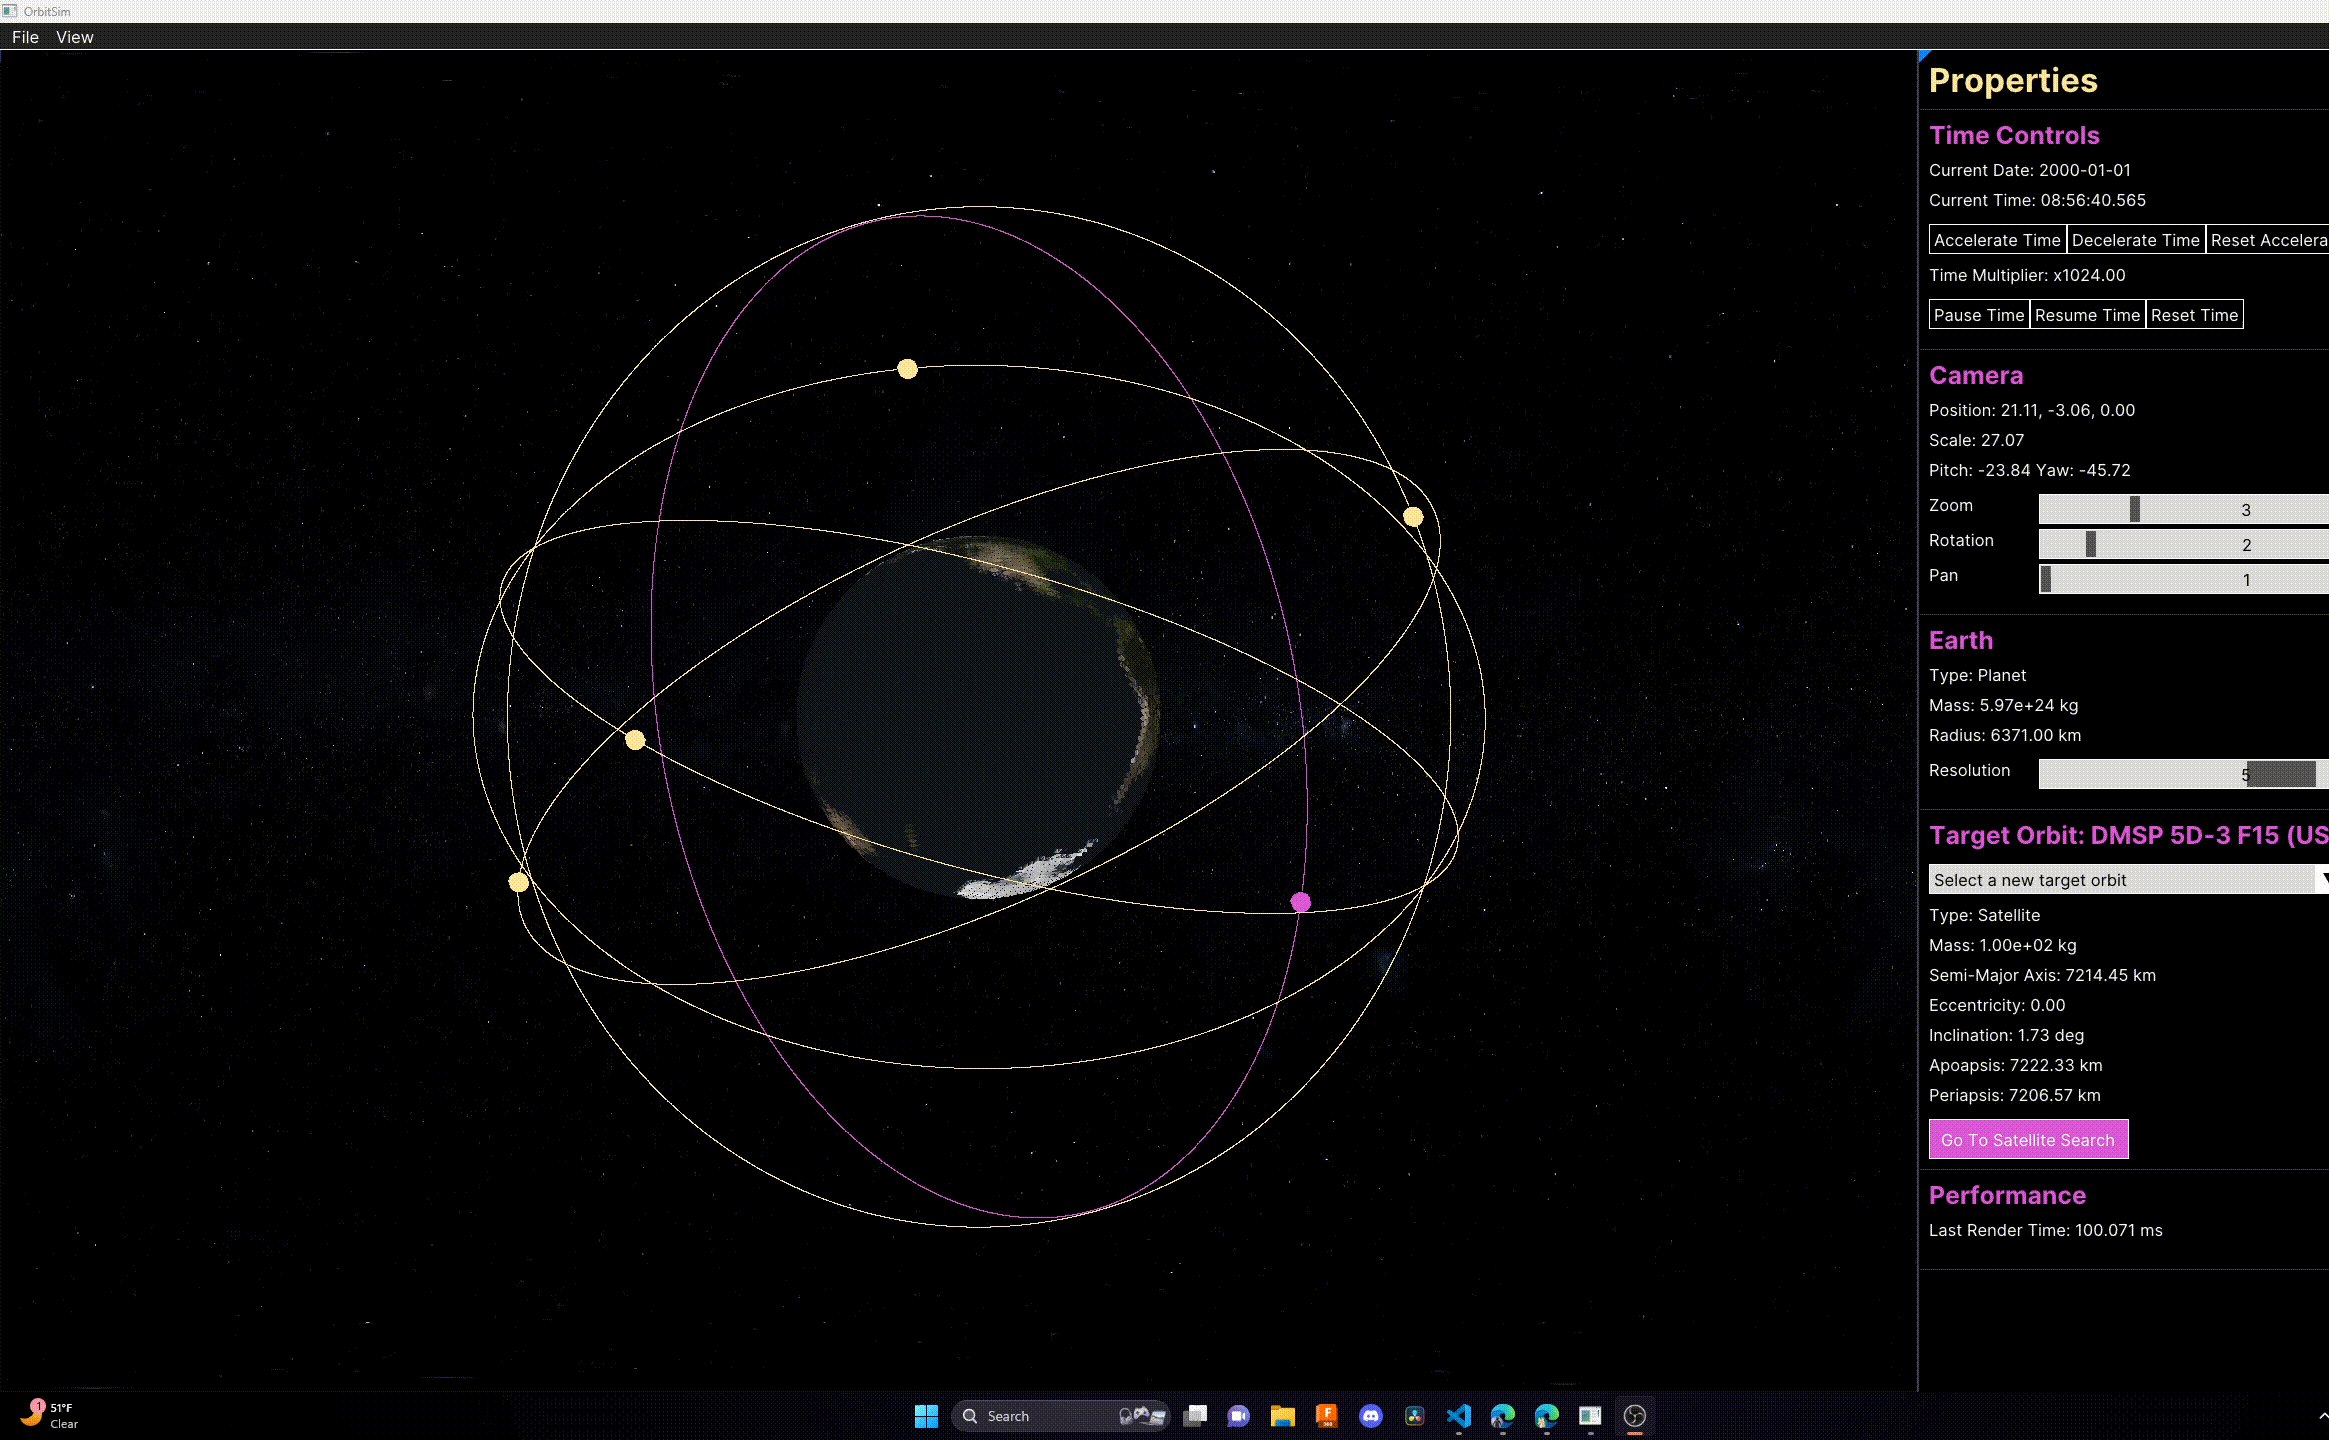 OrbitSim
File View
Properties
Time Controls
Current Date: 2000-01-01
Current Time: 08:56:40.565
Accelerate Time Decelerate Time Reset Accelera
Time Multiplier: x1024.00
Pause Time Resume Time Reset Time
Camera
Position: 21.11, -3.06, 0.00
Scale: 27.07
Pitch: -23.84 Yaw: -45.72
Zoom 3
Rotation 2
Pan 1
Earth
Type: Planet
Mass: 5.97e+24 kg
Radius: 6371.00 km
Resolution 5
Target Orbit: DMSP 5D-3 F15 (US
Select a new target orbit
Type: Satellite
Mass: 1.00e+02 kg
Semi-Major Axis: 7214.45 km
Eccentricity: 0.00
Inclination: 1.73 deg
Apoapsis: 7222.33 km
Periapsis: 7206.57 km
Go To Satellite Search
Performance
Last Render Time: 100.071 ms
1
51°F
Clear
Search